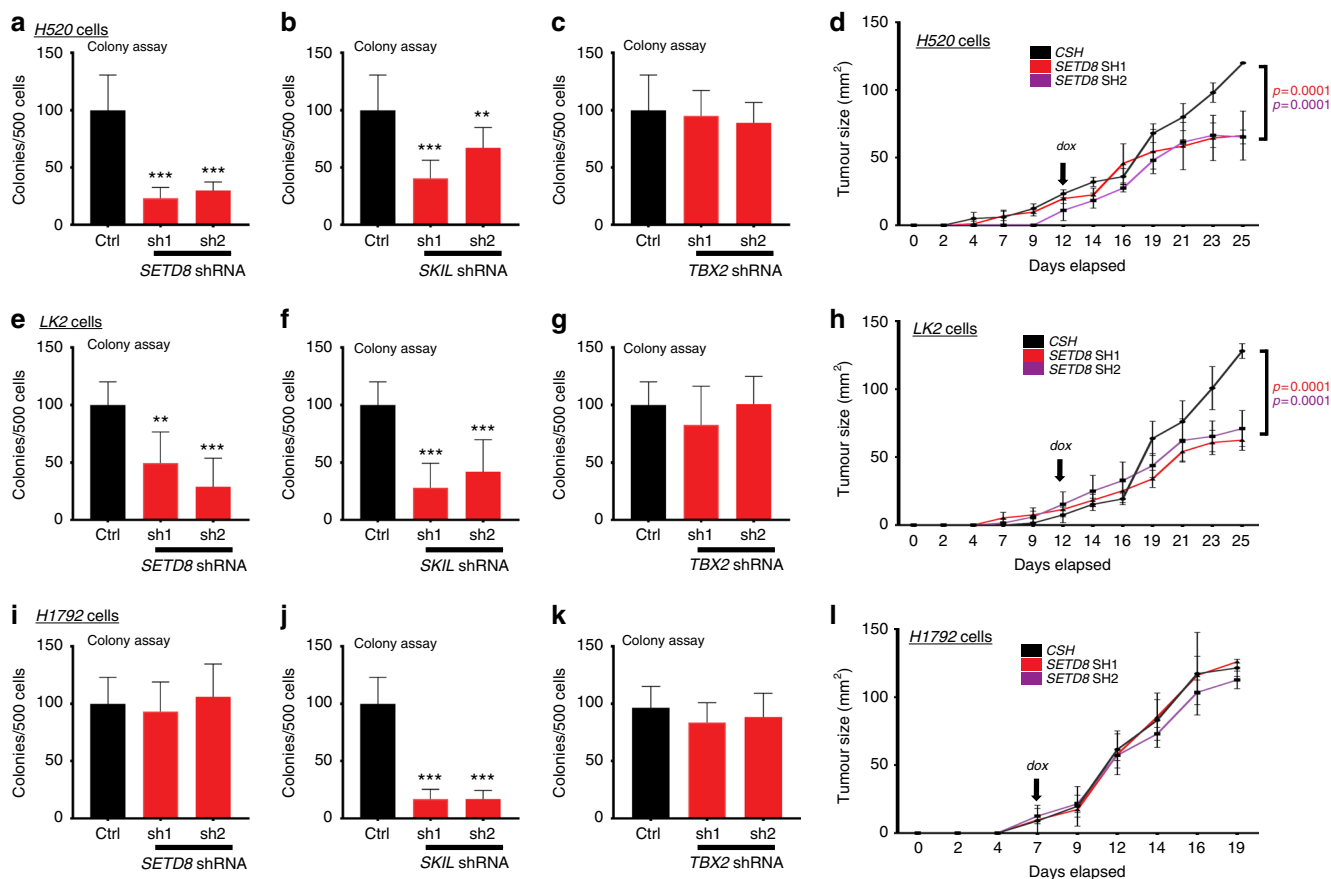 a
H520 cells
Colony assay
Colonies/500 cells
150
100
50
0
***
***
Ctrl
sh1
sh2
SETD8 shRNA
b
Colony assay
Colonies/500 cells
150
100
50
0
***
**
Ctrl
sh1
sh2
SKIL shRNA
c
Colony assay
Colonies/500 cells
150
100
50
0
Ctrl
sh1
sh2
TBX2 shRNA
d
H520 cells
CSH
SETD8 SH1
SETD8 SH2
Tumour size (mm²)
150
100
50
0
dox
p=0.0001
p=0.0001
0 2 4 7 9 12 14 16 19 21 23 25
Days elapsed
e
LK2 cells
Colony assay
Colonies/500 cells
150
100
50
0
**
***
Ctrl
sh1
sh2
SETD8 shRNA
f
Colony assay
Colonies/500 cells
150
100
50
0
***
***
Ctrl
sh1
sh2
SKIL shRNA
g
Colony assay
Colonies/500 cells
150
100
50
0
Ctrl
sh1
sh2
TBX2 shRNA
h
LK2 cells
CSH
SETD8 SH1
SETD8 SH2
Tumour size (mm²)
150
100
50
0
dox
p=0.0001
p=0.0001
0 2 4 7 9 12 14 16 19 21 23 25
Days elapsed
i
H1792 cells
Colony assay
Colonies/500 cells
150
100
50
0
Ctrl
sh1
sh2
SETD8 shRNA
j
Colony assay
Colonies/500 cells
150
100
50
0
***
***
Ctrl
sh1
sh2
SKIL shRNA
k
Colony assay
Colonies/500 cells
150
100
50
0
Ctrl
sh1
sh2
TBX2 shRNA
l
H1792 cells
CSH
SETD8 SH1
SETD8 SH2
Tumour size (mm²)
150
100
50
0
dox
0 2 4 7 9 12 14 16 19
Days elapsed